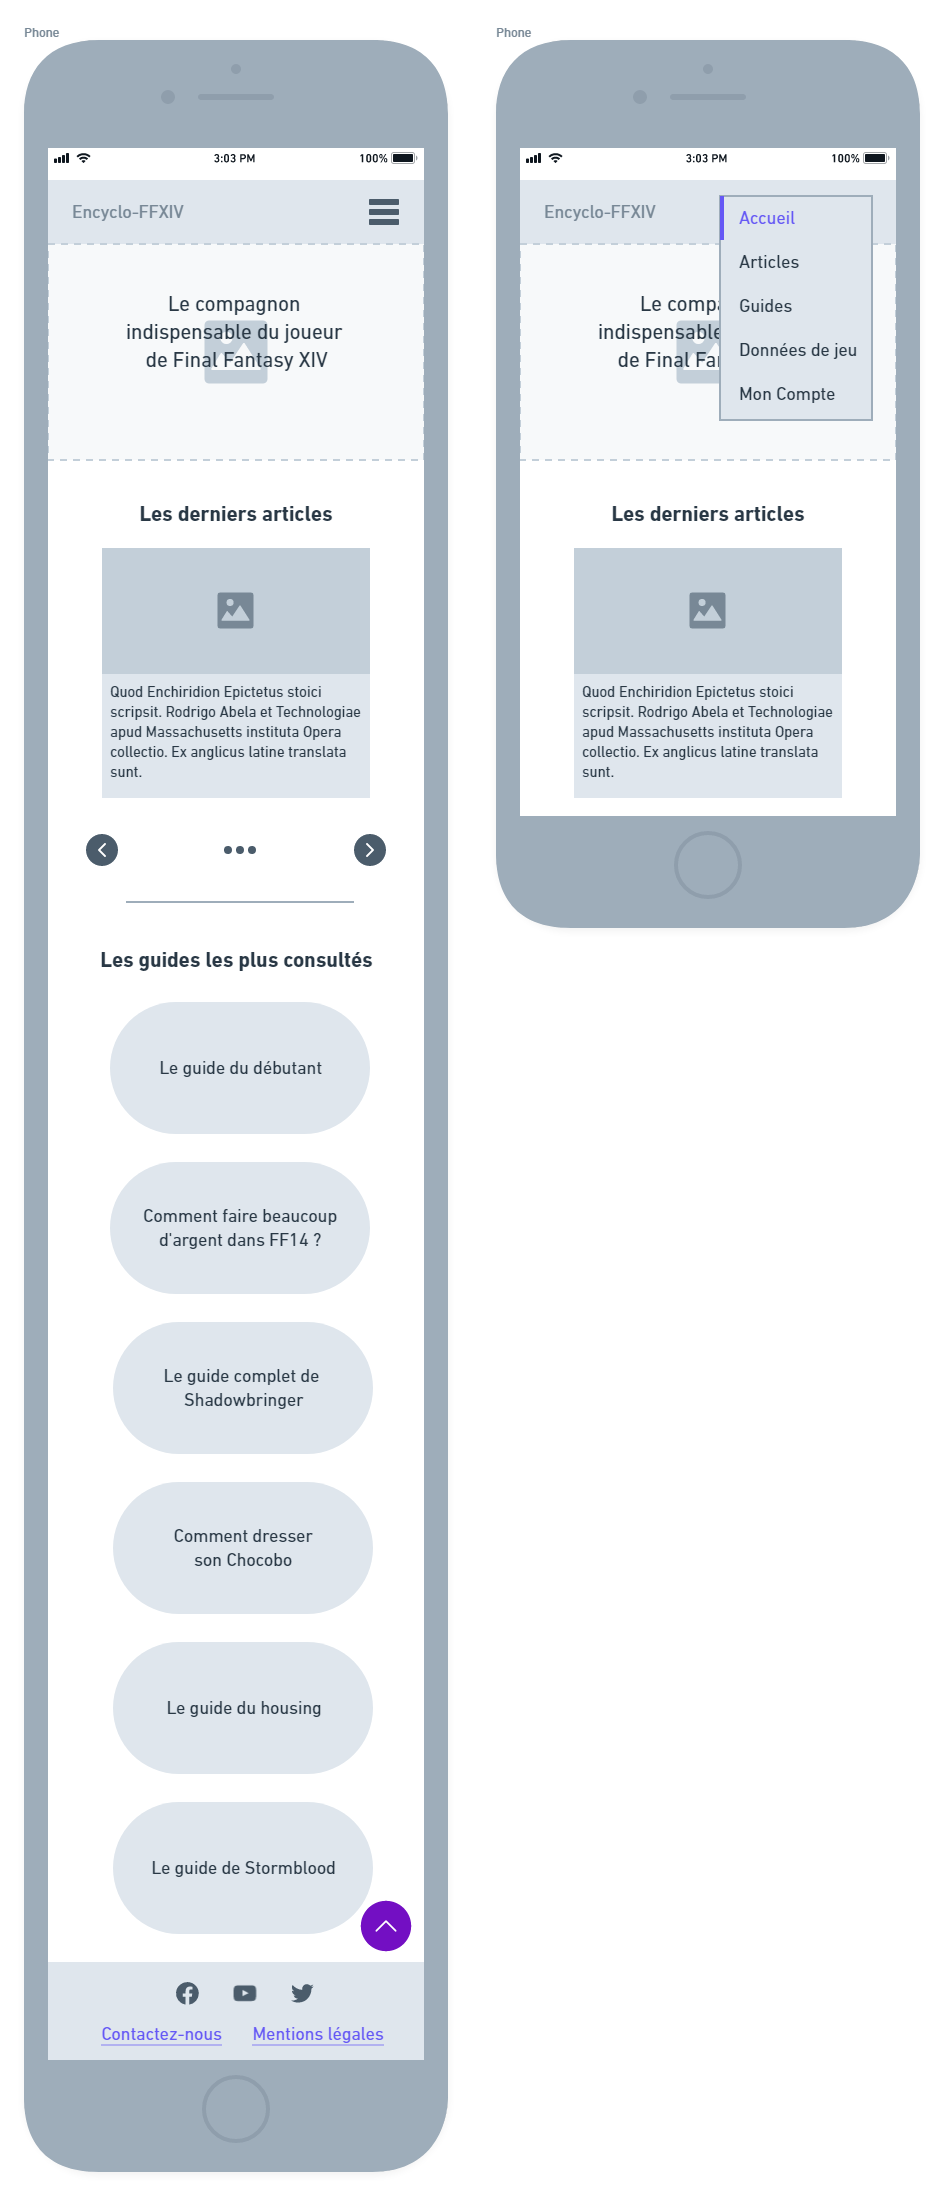 Phone
3:03 PM
100%
Encyclo-FFXIV
Le compagnon
indispensable du joueur
de Final Fantasy XIV
Les derniers articles
Quod Enchiridion Epictetus stoici
scripsit. Rodrigo Abela et Technologiae
apud Massachusetts instituta Opera
collectio. Ex anglicus latine translata
sunt.
Les guides les plus consultés
Le guide du débutant
Comment faire beaucoup
d'argent dans FF14 ?
Le guide complet de
Shadowbringer
Comment dresser
son Chocobo
Le guide du housing
Le guide de Stormblood
Contactez-nous
Mentions légales
Phone
3:03 PM
100%
Encyclo-FFXIV
Accueil
Articles
Guides
Données de jeu
Mon Compte
Le comp
indispensable
de Final Fa
Les derniers articles
Quod Enchiridion Epictetus stoici
scripsit. Rodrigo Abela et Technologiae
apud Massachusetts instituta Opera
collectio. Ex anglicus latine translata
sunt.